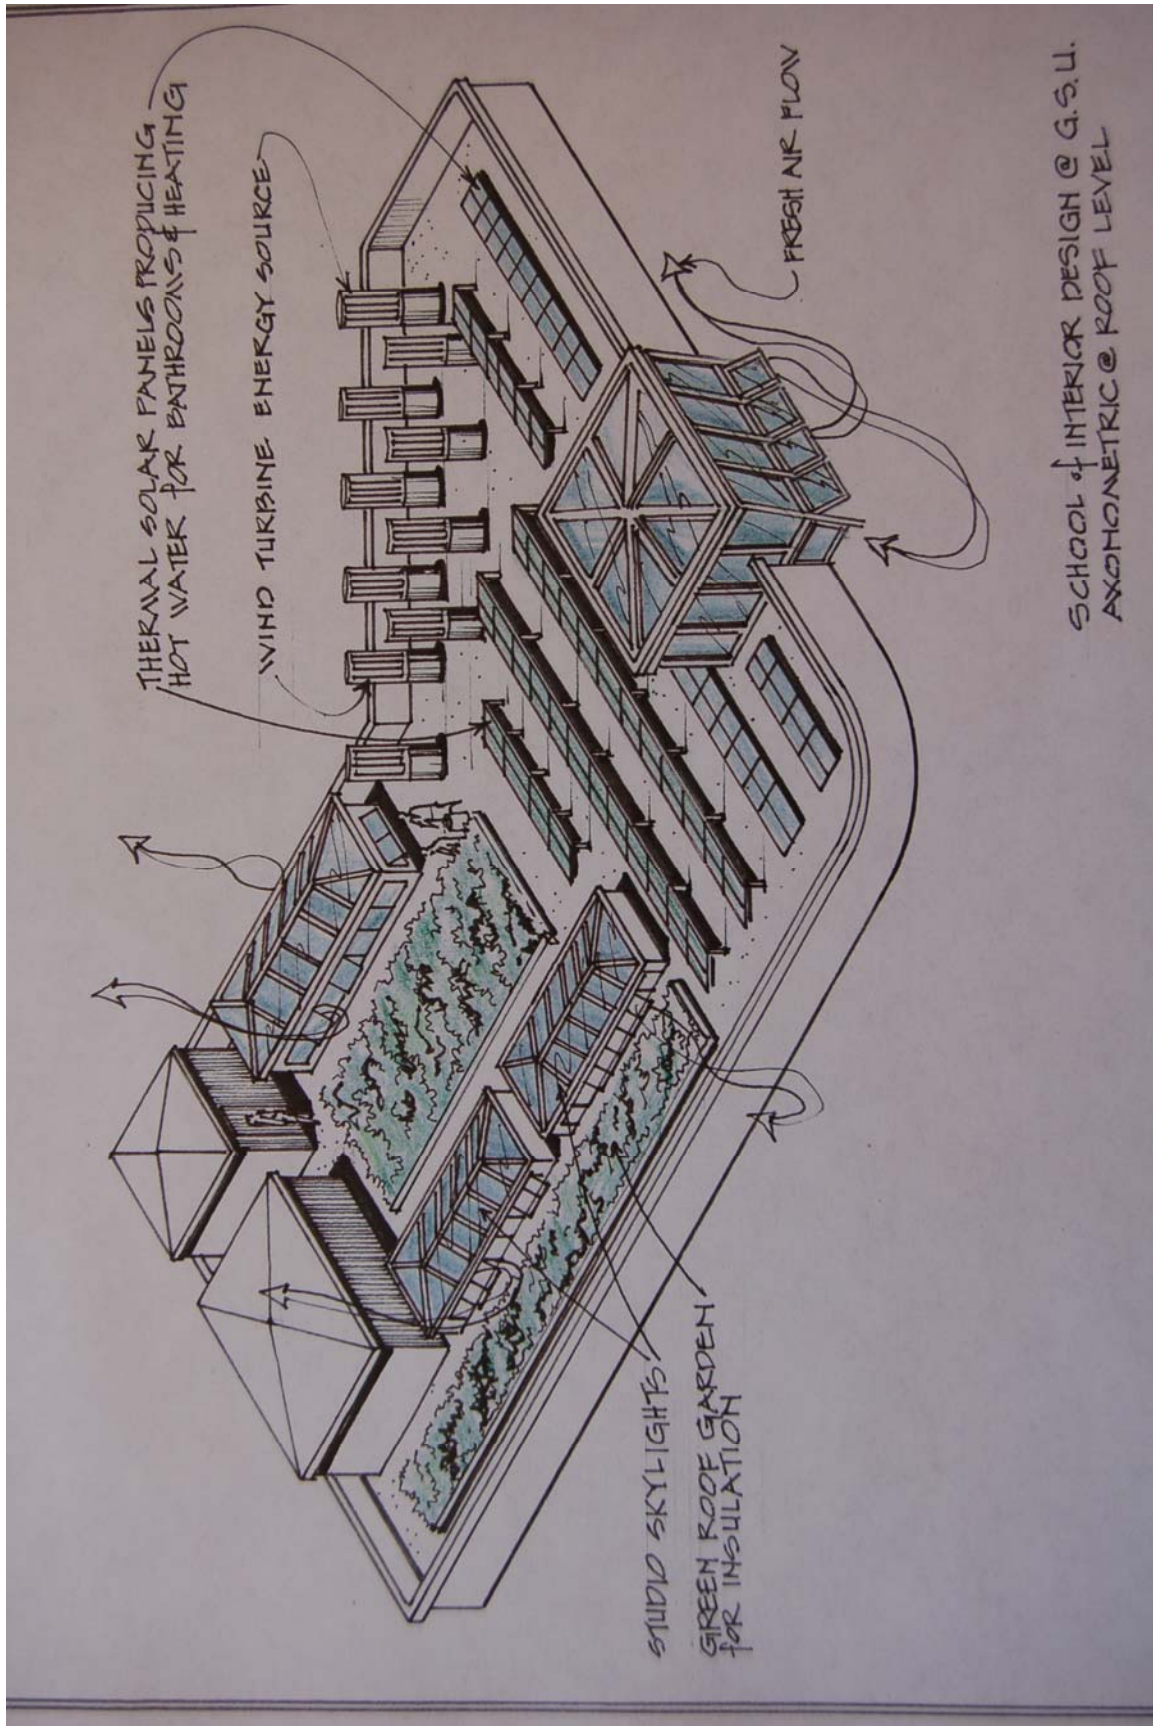 THERMAL SOLAR PANELS PRODUCING
HOT WATER for BATHROOMS & HEATING
WIND TURBINE ENERGY SOURCE
FRESH AIR FLOW
STUDIO SKYLIGHTS
GREEN ROOF GARDEN
for INSULATION
SCHOOL of INTERIOR DESIGN @ G.S.U.
AXONOMETRIC @ ROOF LEVEL